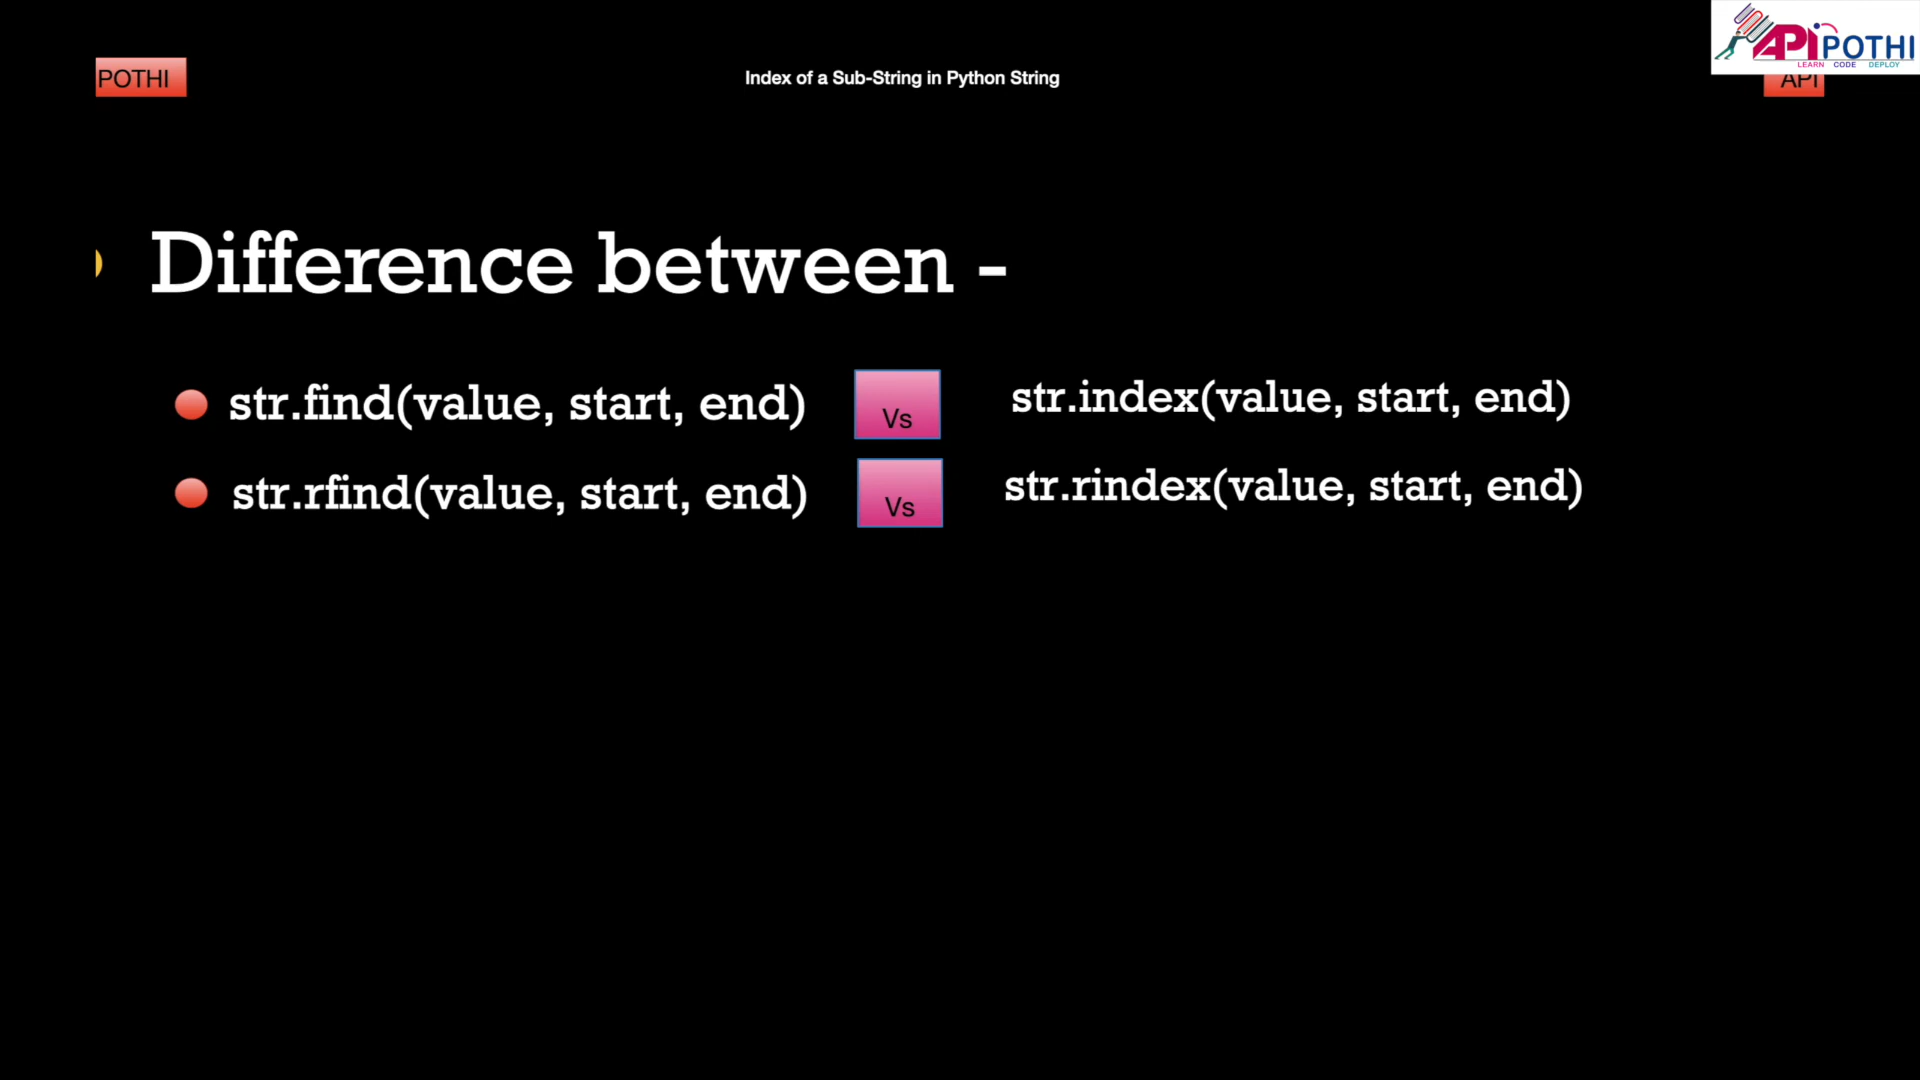 POTHI
Index of a Sub-String in Python String
APiPOTHI
LEARN CODE DEPLOY
API
Difference between -
str.find(value, start, end) Vs str.index(value, start, end)
str.rfind(value, start, end) Vs str.rindex(value, start, end)